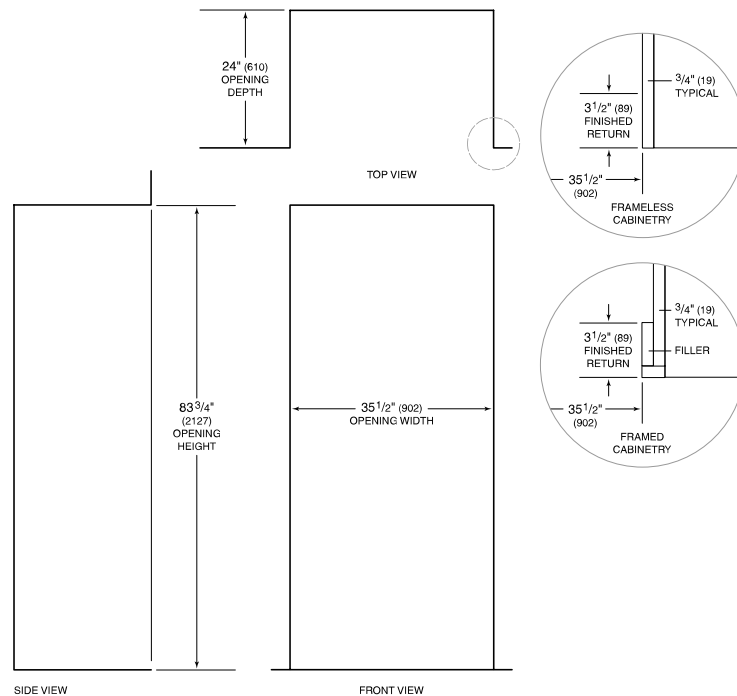 24" (610)
OPENING
DEPTH
TOP VIEW
3/4" (19)
TYPICAL
3 1/2" (89)
FINISHED
RETURN
35 1/2"
(902)
FRAMELESS
CABINETRY
3/4" (19)
TYPICAL
3 1/2" (89)
FINISHED
RETURN
FILLER
35 1/2"
(902)
FRAMED
CABINETRY
83 3/4"
(2127)
OPENING
HEIGHT
35 1/2" (902)
OPENING WIDTH
SIDE VIEW
FRONT VIEW